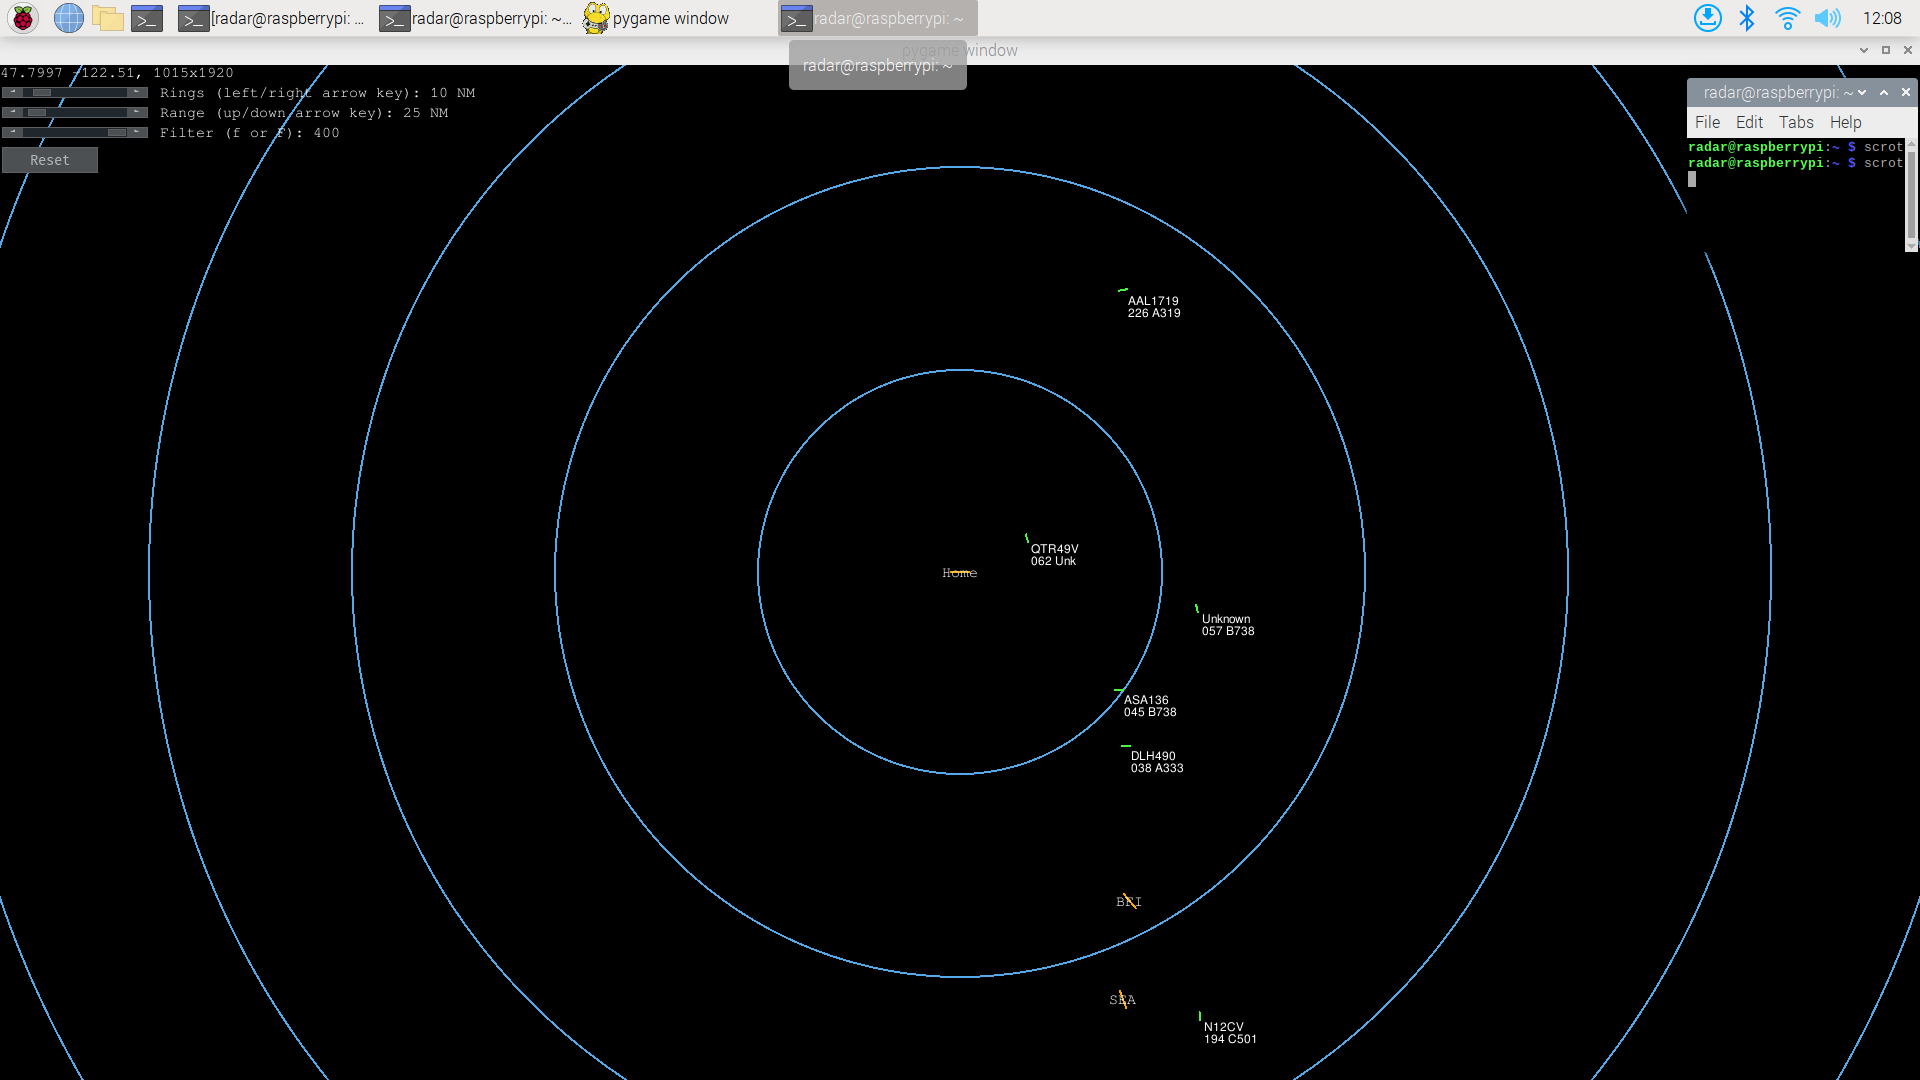 [radar@raspberrypi: ...
radar@raspberrypi: ~...
pygame window
radar@raspberrypi: ~
12:08
pygame window
radar@raspberrypi: ~
47.7997 -122.51, 1015x1920
Rings (left/right arrow key): 10 NM
Range (up/down arrow key): 25 NM
Filter (f or F): 400
Reset
radar@raspberrypi: ~
File Edit Tabs Help
radar@raspberrypi:~ $ scrot
radar@raspberrypi:~ $ scrot
AAL1719
226 A319
QTR49V
062 Unk
Home
Unknown
057 B738
ASA136
045 B738
DLH490
038 A333
BFI
SEA
N12CV
194 C501